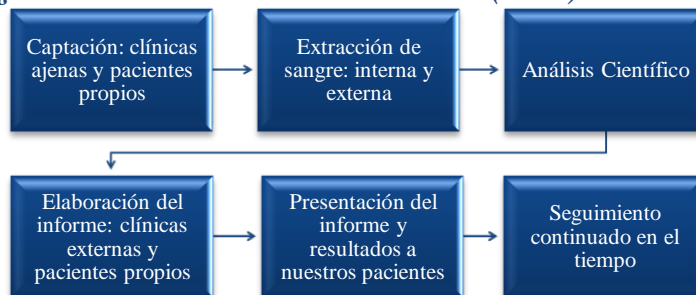 Captación: clínicas
ajenas y pacientes
propios
Extracción de
sangre: interna y
externa
Análisis Científico
Elaboración del
informe: clínicas
externas y
pacientes propios
Presentación del
informe y
resultados a
nuestros pacientes
Seguimiento
continuado en el
tiempo